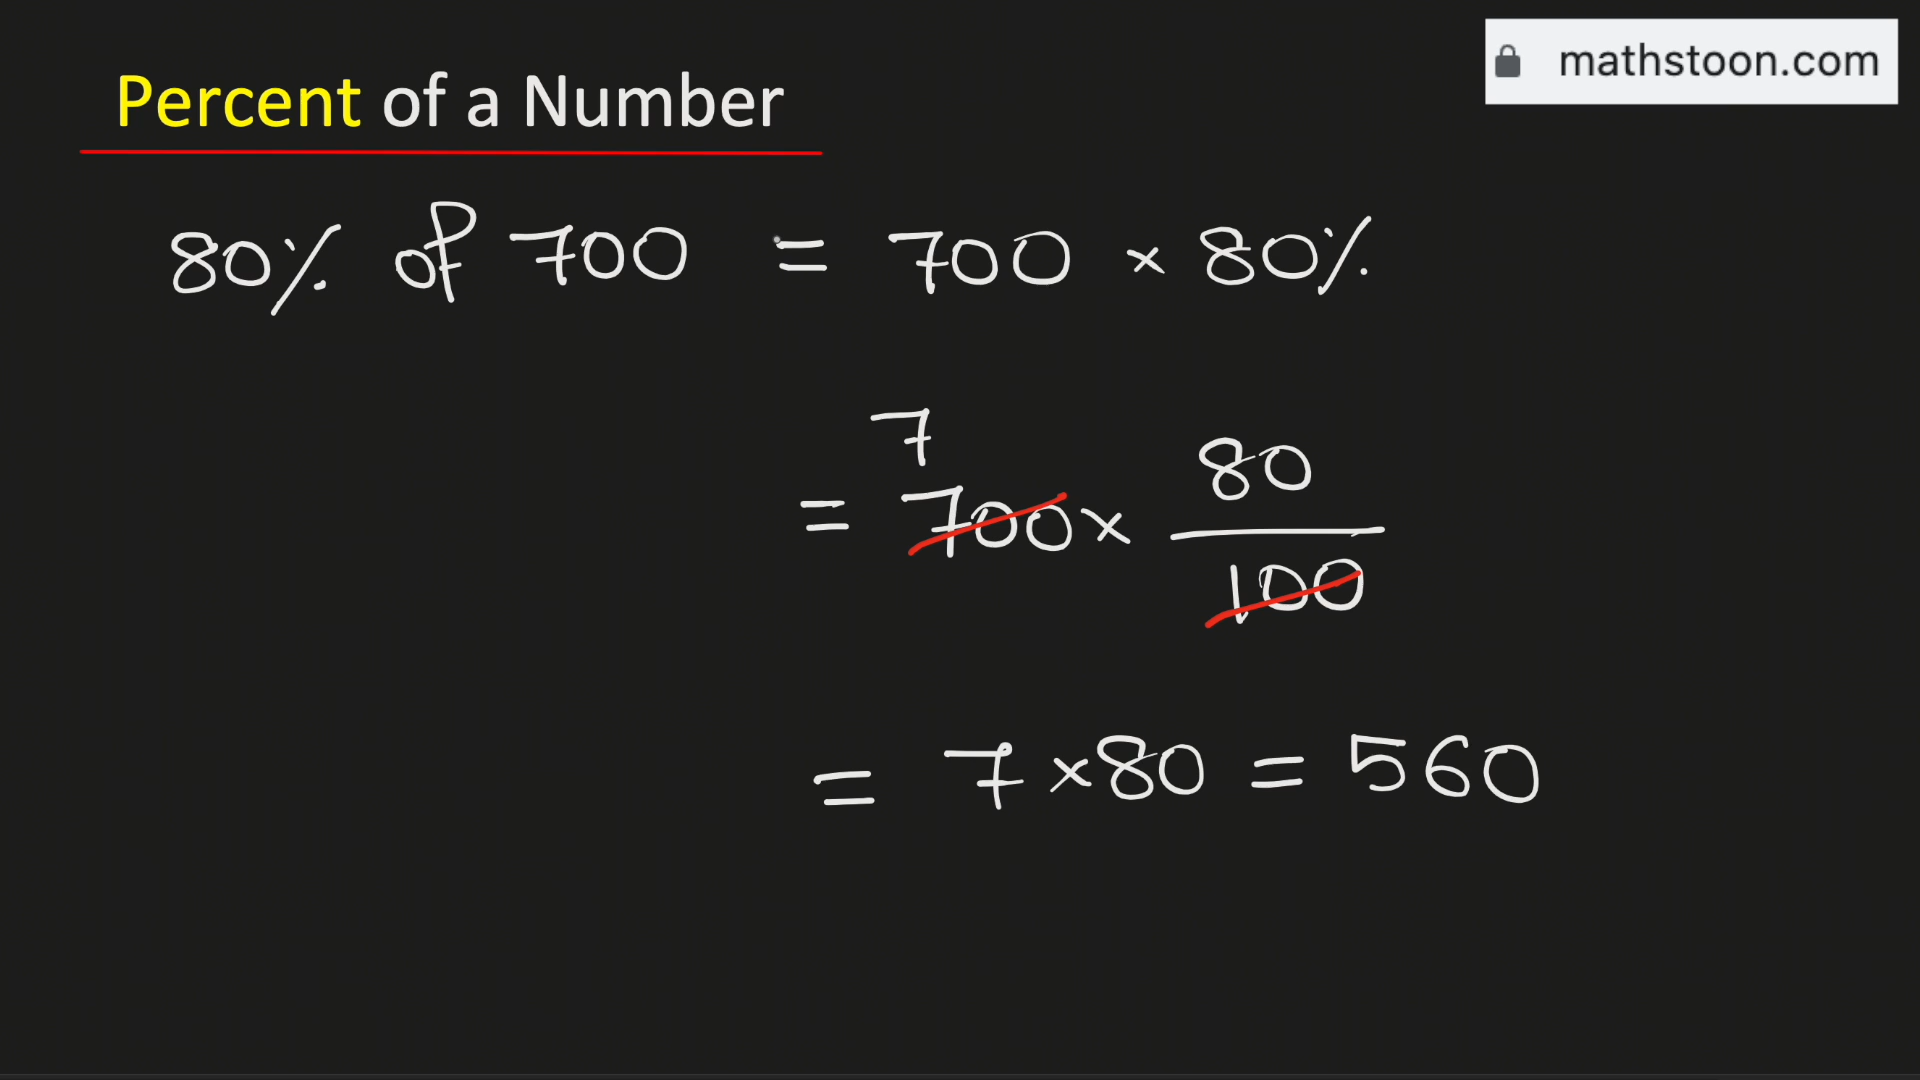 mathstoon.com
Percent of a Number
80% of 700 = 700 × 80%
7
= 700 × 80/100
= 7 × 80 = 560